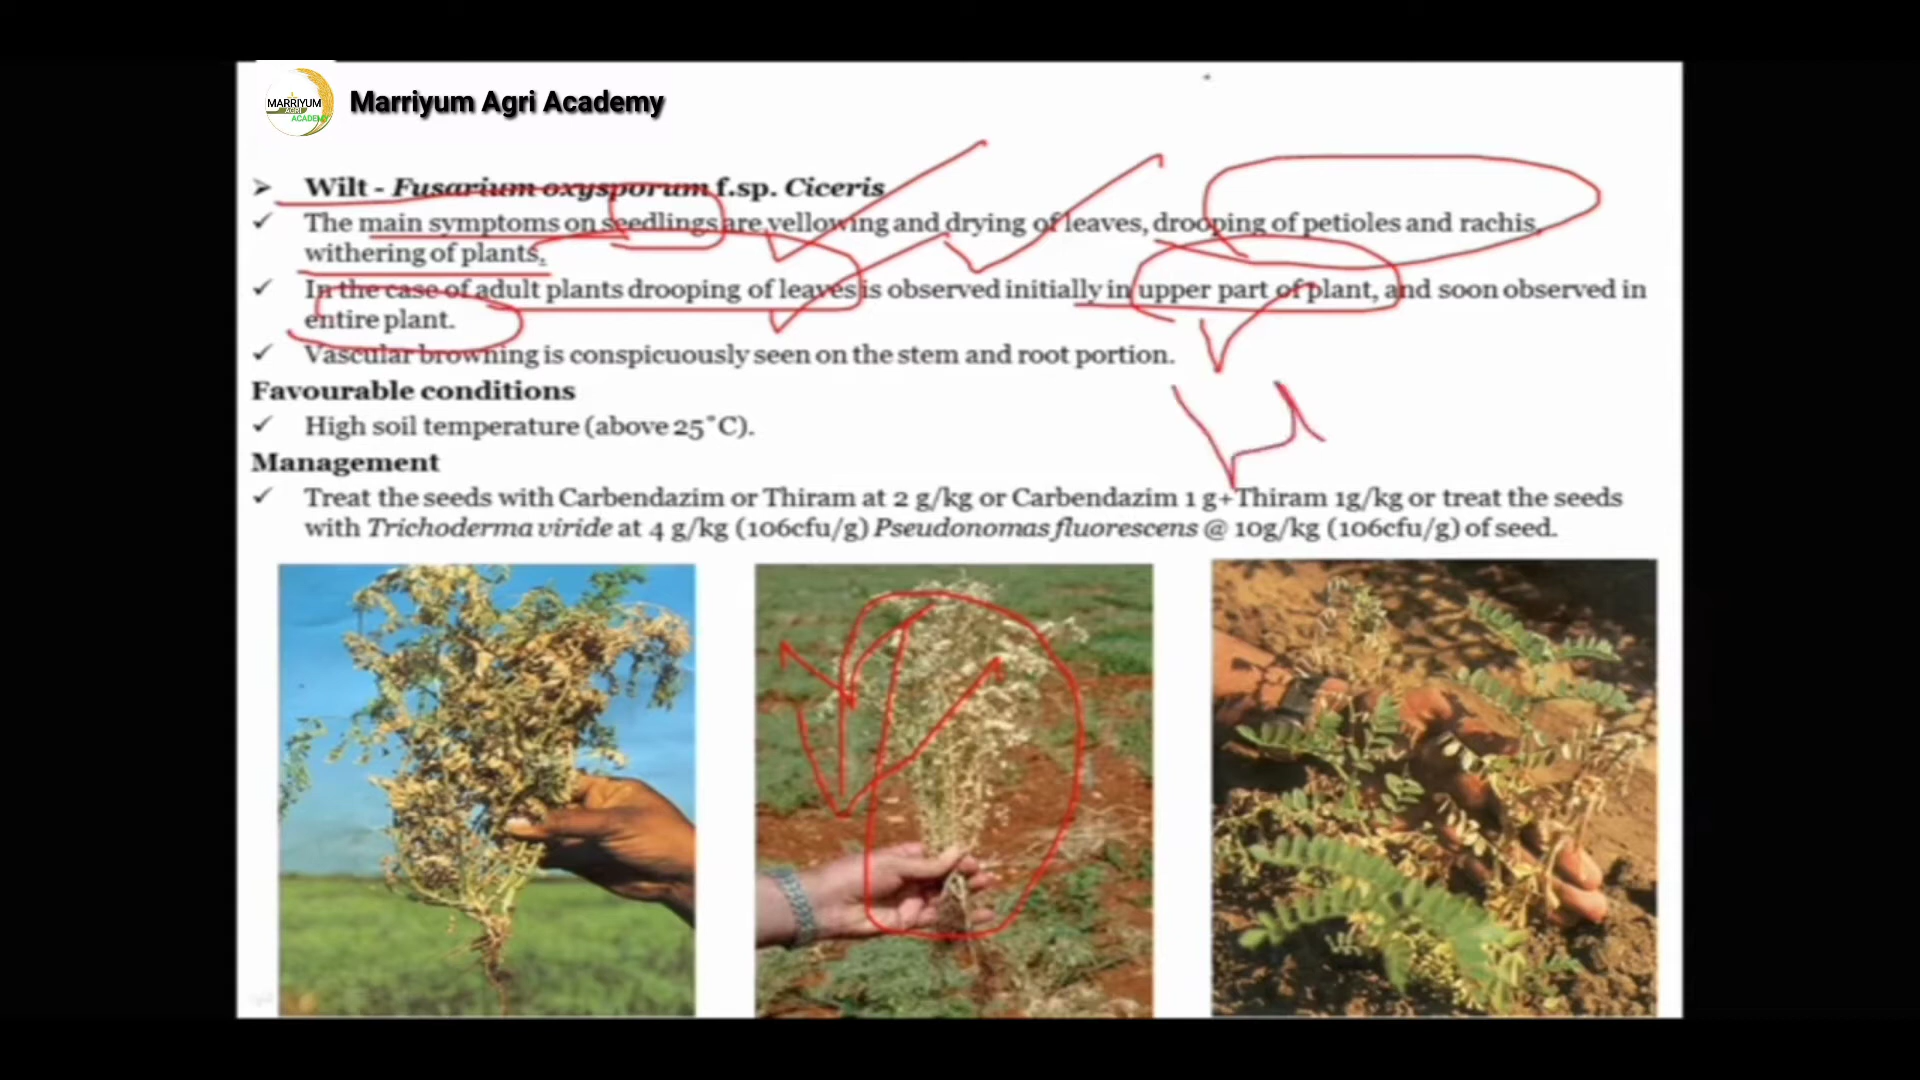 MARRIYUM
AGRI
ACADEMY
Marriyum Agri Academy
➢ Wilt - Fusarium oxysporum f.sp. Ciceris
✓ The main symptoms on seedlings are yellowing and drying of leaves, drooping of petioles and rachis,
withering of plants.
✓ In the case of adult plants drooping of leaves is observed initially in upper part of plant, and soon observed in
entire plant.
✓ Vascular browning is conspicuously seen on the stem and root portion.
Favourable conditions
✓ High soil temperature (above 25˚C).
Management
✓ Treat the seeds with Carbendazim or Thiram at 2 g/kg or Carbendazim 1 g+Thiram 1g/kg or treat the seeds
with Trichoderma viride at 4 g/kg (106cfu/g) Pseudonomas fluorescens @ 10g/kg (106cfu/g) of seed.